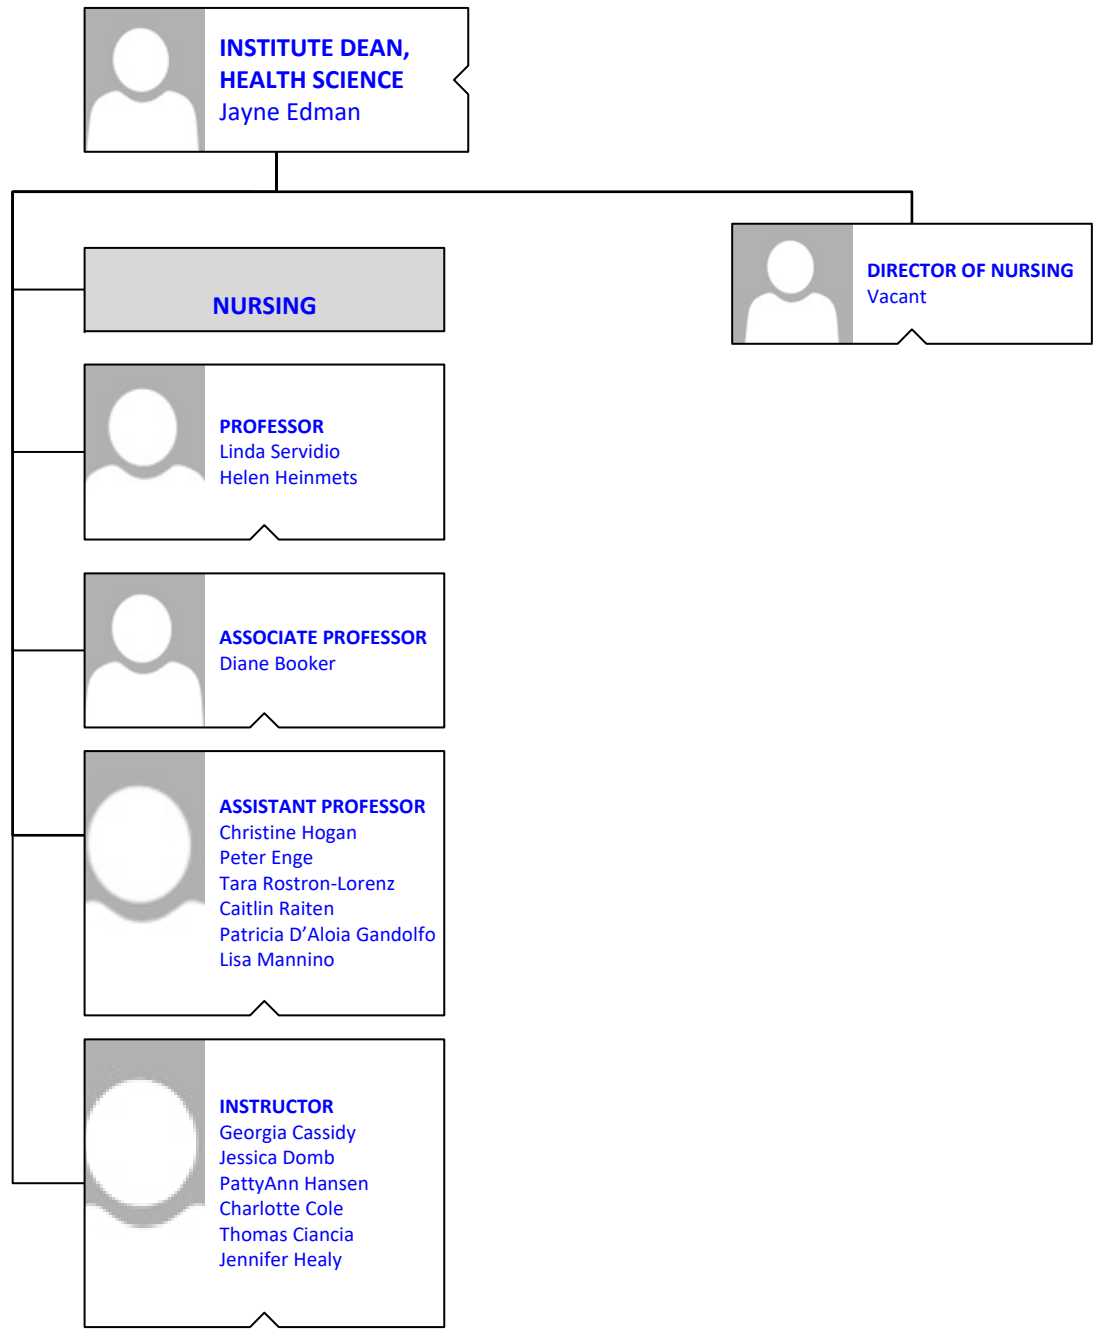 INSTITUTE DEAN,
HEALTH SCIENCE
Jayne Edman
DIRECTOR OF NURSING
Vacant
NURSING
PROFESSOR
Linda Servidio
Helen Heinmets
ASSOCIATE PROFESSOR
Diane Booker
ASSISTANT PROFESSOR
Christine Hogan
Peter Enge
Tara Rostron-Lorenz
Caitlin Raiten
Patricia D’Aloia Gandolfo
Lisa Mannino
INSTRUCTOR
Georgia Cassidy
Jessica Domb
PattyAnn Hansen
Charlotte Cole
Thomas Ciancia
Jennifer Healy